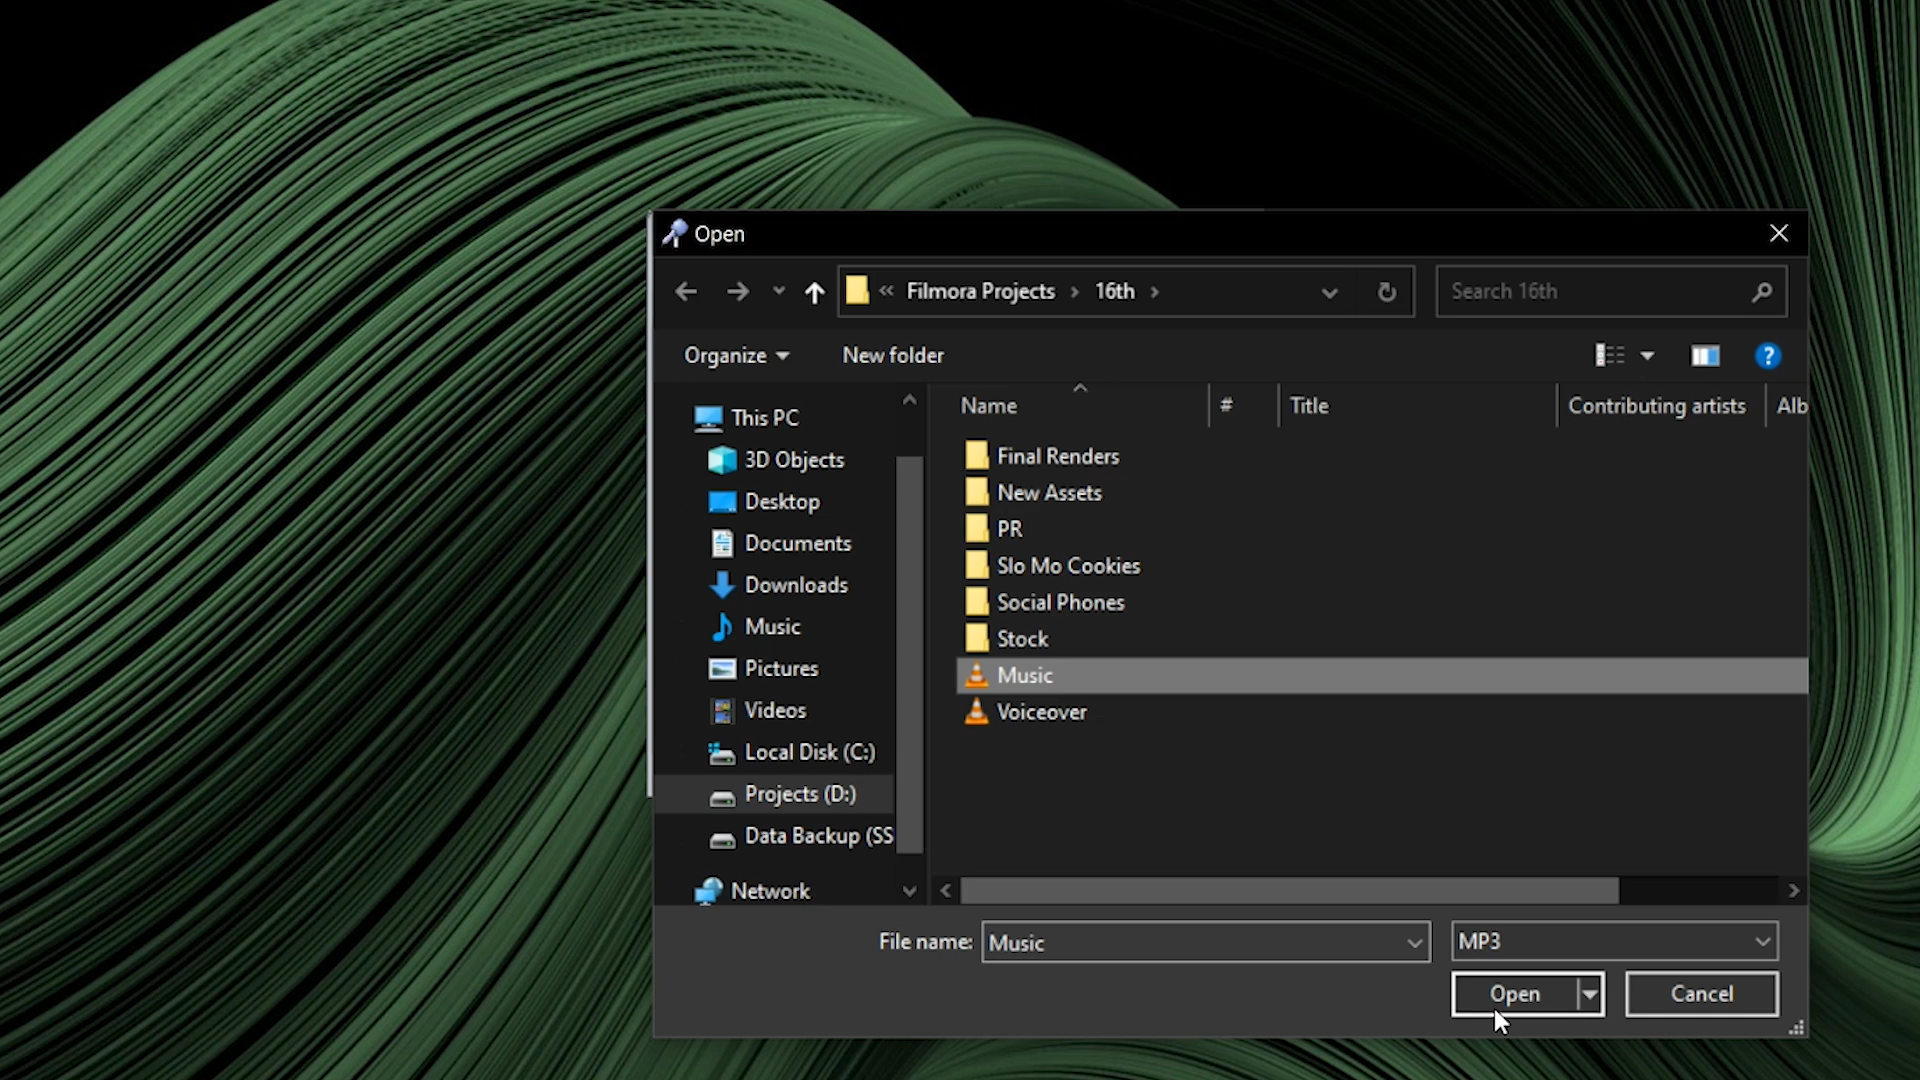 Open
« Filmora Projects › 16th ›
Search 16th
Organize
New folder
?
This PC
3D Objects
Desktop
Documents
Downloads
Music
Pictures
Videos
Local Disk (C:)
Projects (D:)
Data Backup (SS
Network
Name # Title Contributing artists Alb
Final Renders
New Assets
PR
Slo Mo Cookies
Social Phones
Stock
Music
Voiceover
File name: Music MP3
Open Cancel